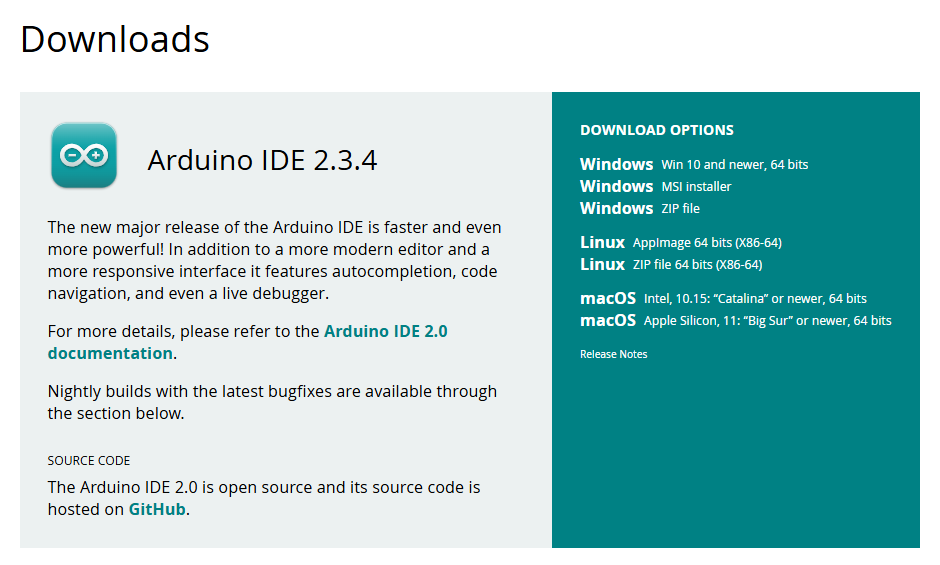 Downloads
Arduino IDE 2.3.4
The new major release of the Arduino IDE is faster and even
more powerful! In addition to a more modern editor and a
more responsive interface it features autocompletion, code
navigation, and even a live debugger.
For more details, please refer to the Arduino IDE 2.0
documentation.
Nightly builds with the latest bugfixes are available through
the section below.
SOURCE CODE
The Arduino IDE 2.0 is open source and its source code is
hosted on GitHub.
DOWNLOAD OPTIONS
Windows Win 10 and newer, 64 bits
Windows MSI installer
Windows ZIP file
Linux AppImage 64 bits (X86-64)
Linux ZIP file 64 bits (X86-64)
macOS Intel, 10.15: “Catalina” or newer, 64 bits
macOS Apple Silicon, 11: “Big Sur” or newer, 64 bits
Release Notes